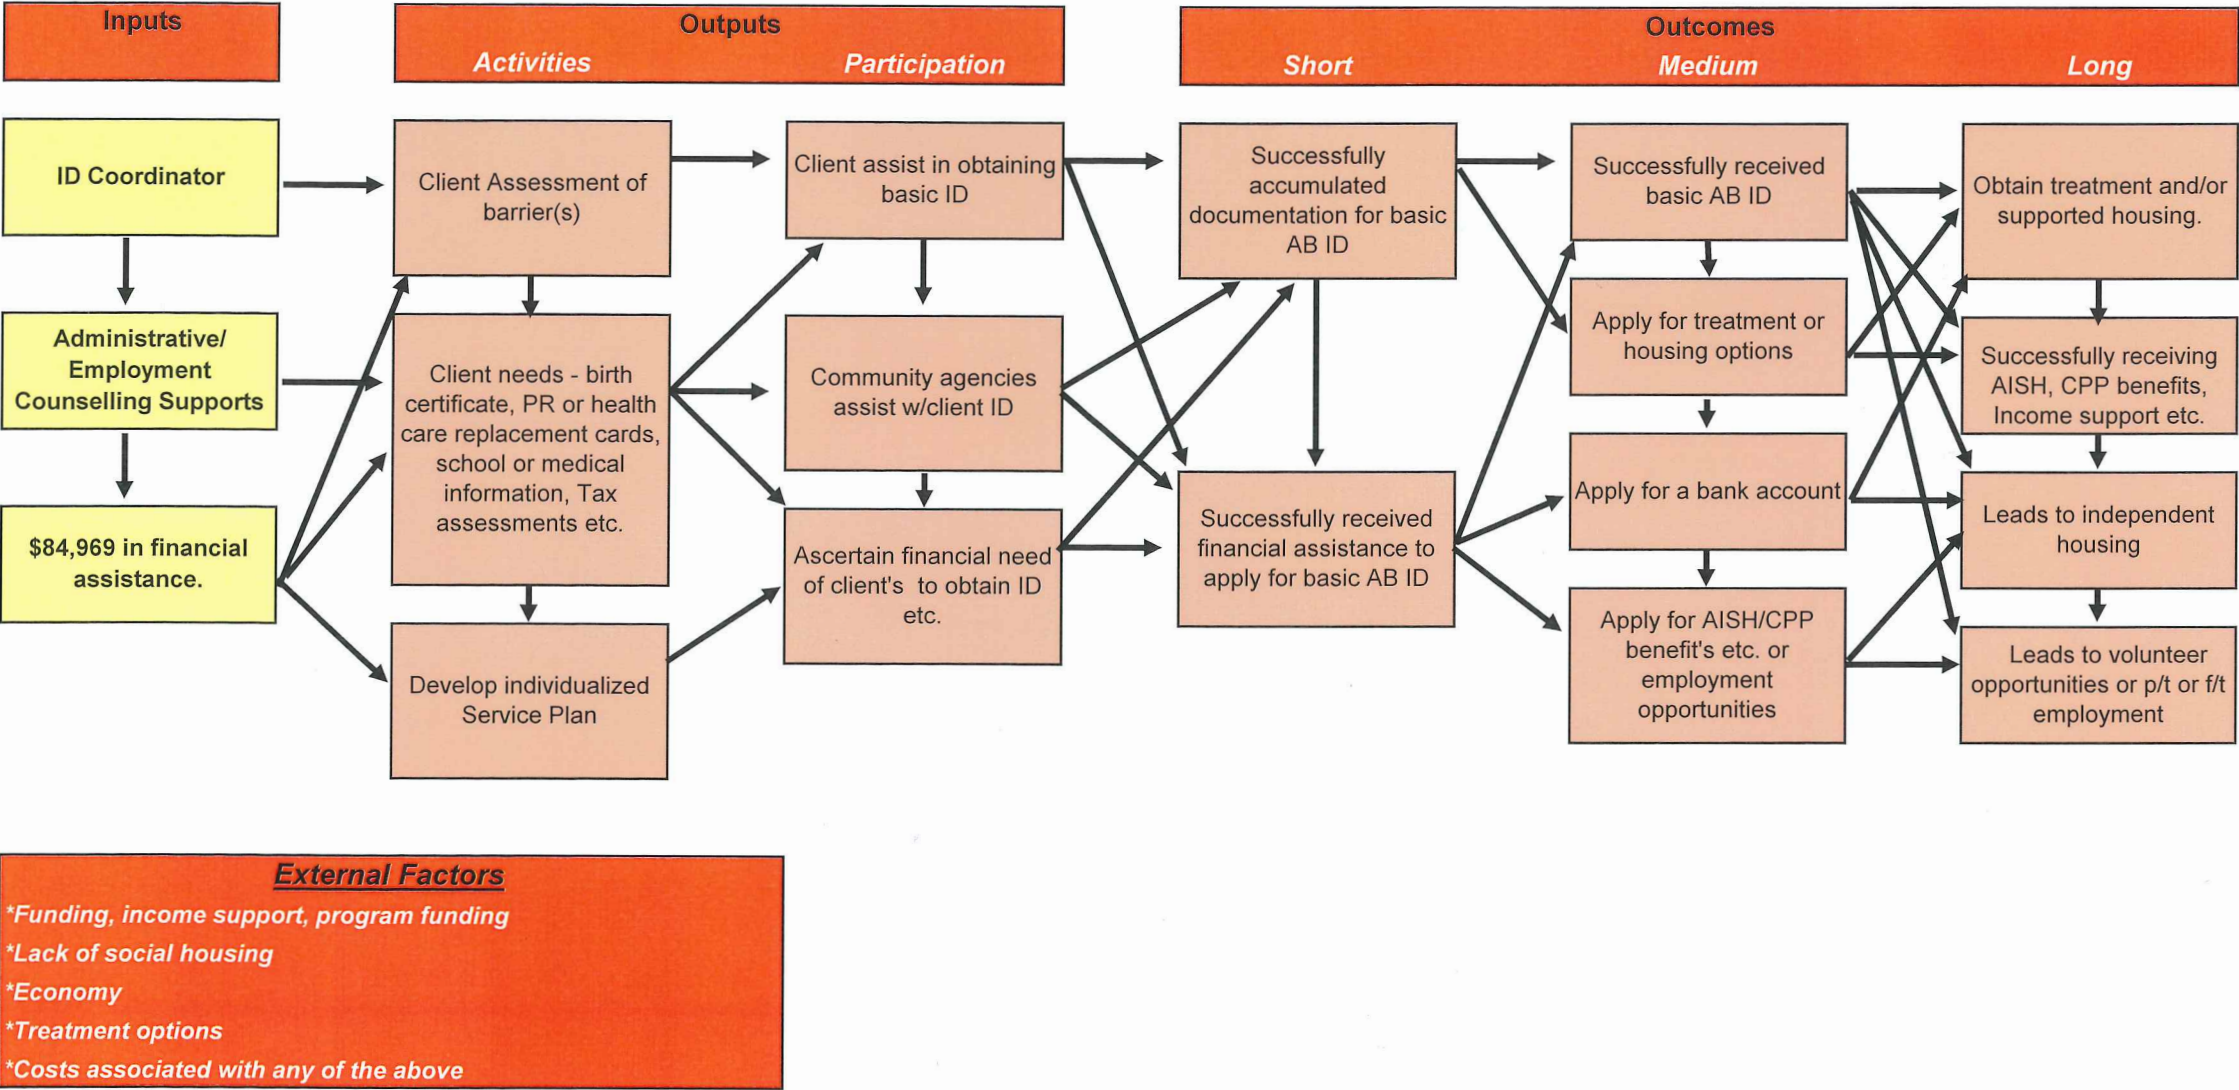 Inputs
Outputs
Activities
Participation
Outcomes
Short
Medium
Long
ID Coordinator
Administrative/
Employment
Counselling Supports
$84,969 in financial
assistance.
Client Assessment of
barrier(s)
Client needs - birth
certificate, PR or health
care replacement cards,
school or medical
information, Tax
assessments etc.
Develop individualized
Service Plan
Client assist in obtaining
basic ID
Community agencies
assist w/client ID
Ascertain financial need
of client's to obtain ID
etc.
Successfully
accumulated
documentation for basic
AB ID
Successfully received
financial assistance to
apply for basic AB ID
Successfully received
basic AB ID
Apply for treatment or
housing options
Apply for a bank account
Apply for AISH/CPP
benefit's etc. or
employment
opportunities
Obtain treatment and/or
supported housing.
Successfully receiving
AISH, CPP benefits,
Income support etc.
Leads to independent
housing
Leads to volunteer
opportunities or p/t or f/t
employment
External Factors
*Funding, income support, program funding
*Lack of social housing
*Economy
*Treatment options
*Costs associated with any of the above